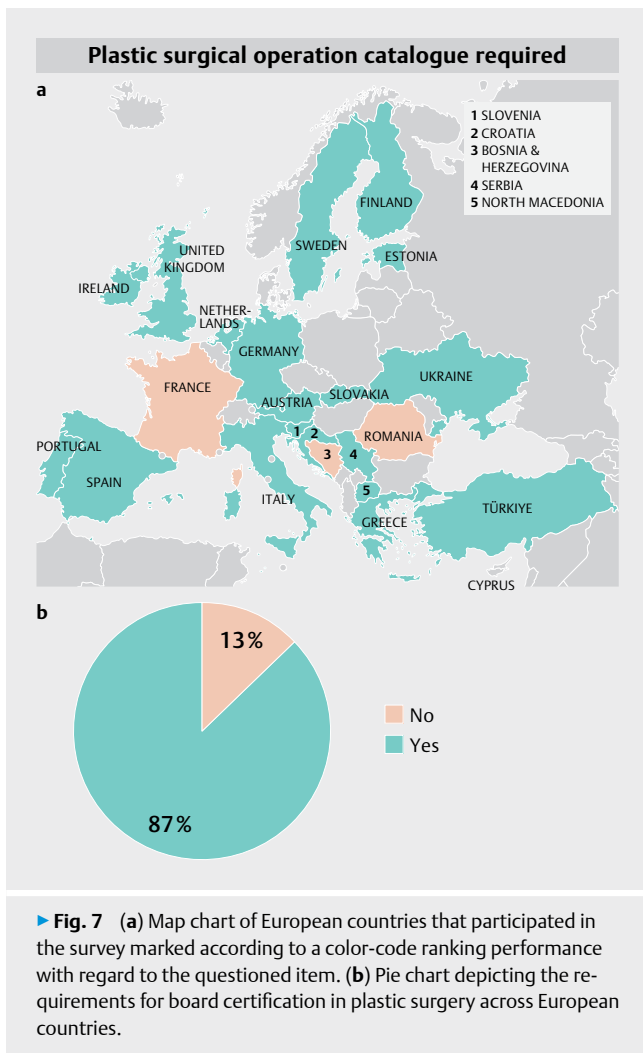 Plastic surgical operation catalogue required
a
1 SLOVENIA
2 CROATIA
3 BOSNIA &
HERZEGOVINA
4 SERBIA
5 NORTH MACEDONIA
FINLAND
SWEDEN
ESTONIA
UNITED
KINGDOM
IRELAND
NETHER-
LANDS
GERMANY
UKRAINE
FRANCE
SLOVAKIA
AUSTRIA
1
2
ROMANIA
3
4
PORTUGAL
SPAIN
ITALY
5
GREECE
TÜRKIYE
CYPRUS
b
13%
No
Yes
87%
► Fig. 7 (a) Map chart of European countries that participated in
the survey marked according to a color-code ranking performance
with regard to the questioned item. (b) Pie chart depicting the re-
quirements for board certification in plastic surgery across European
countries.